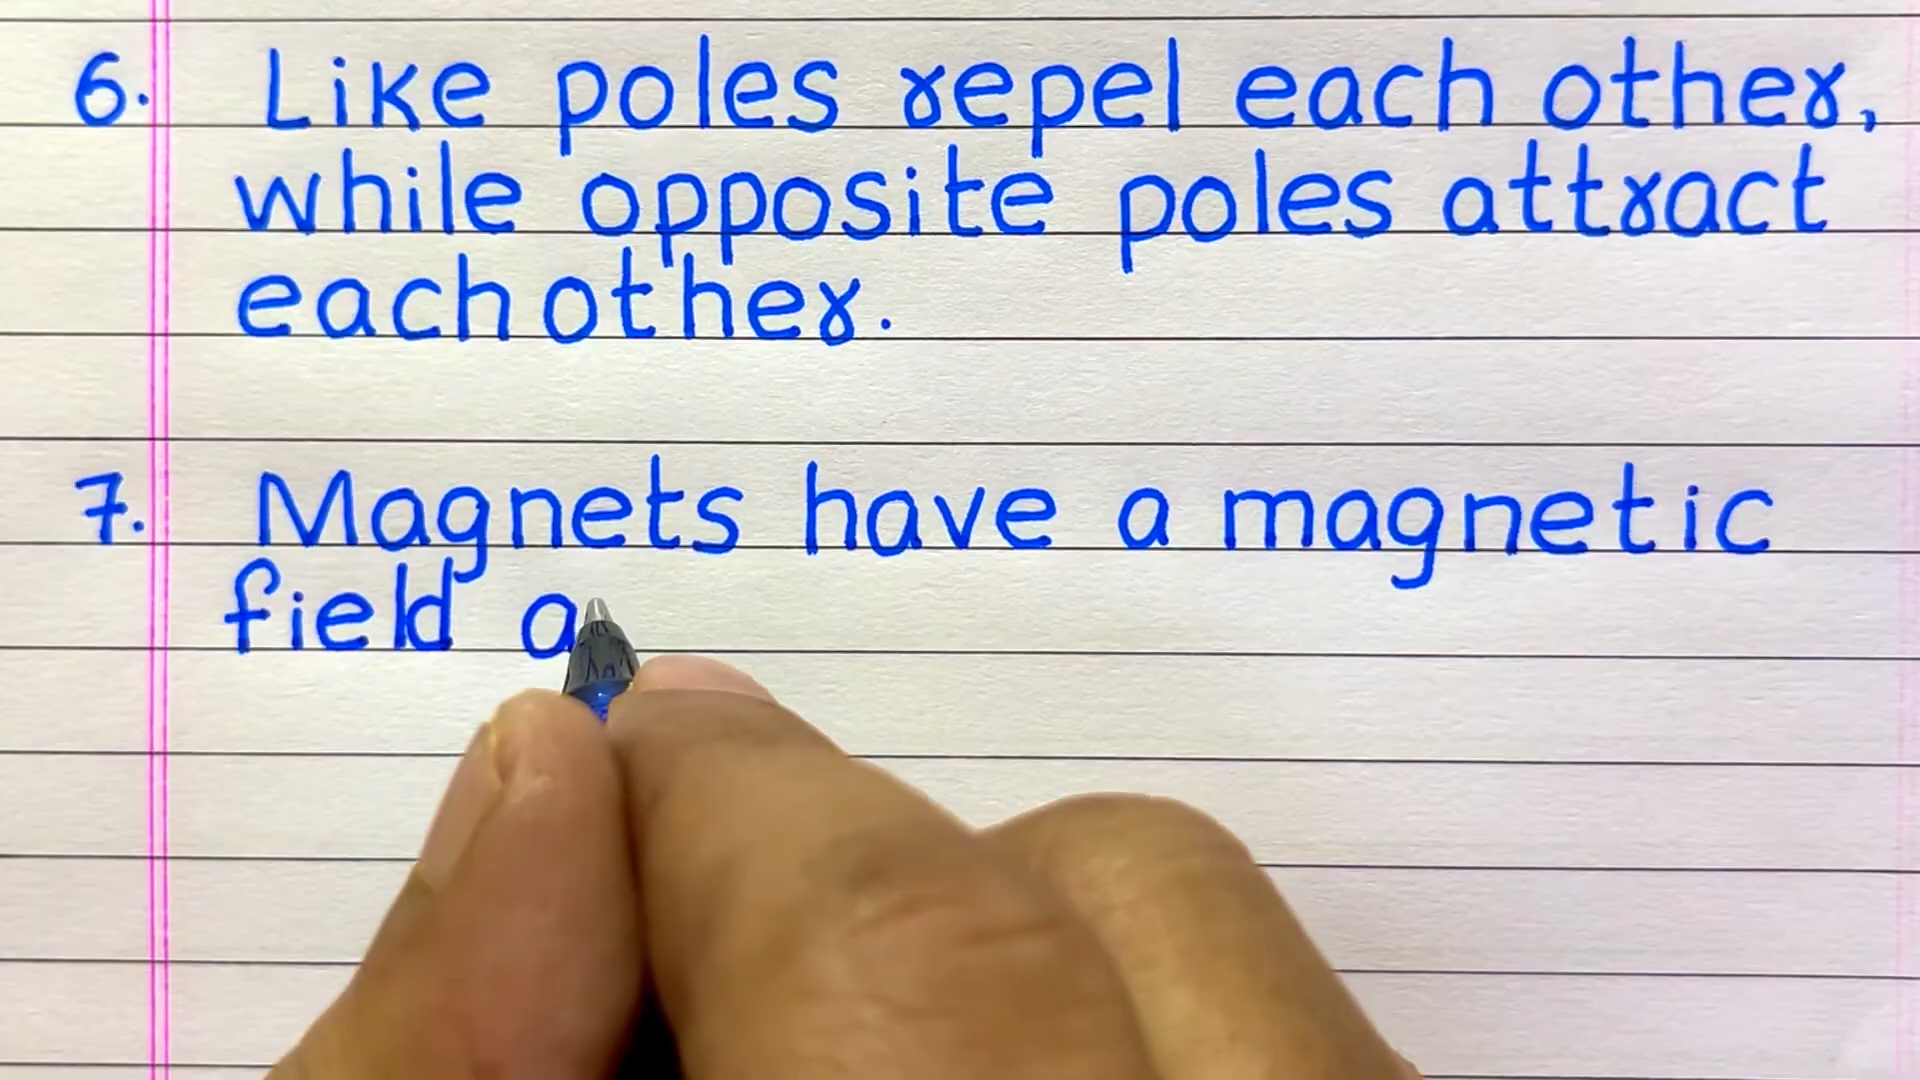 6. Like poles repel each other,
while opposite poles attract
each other.
7. Magnets have a magnetic
field a